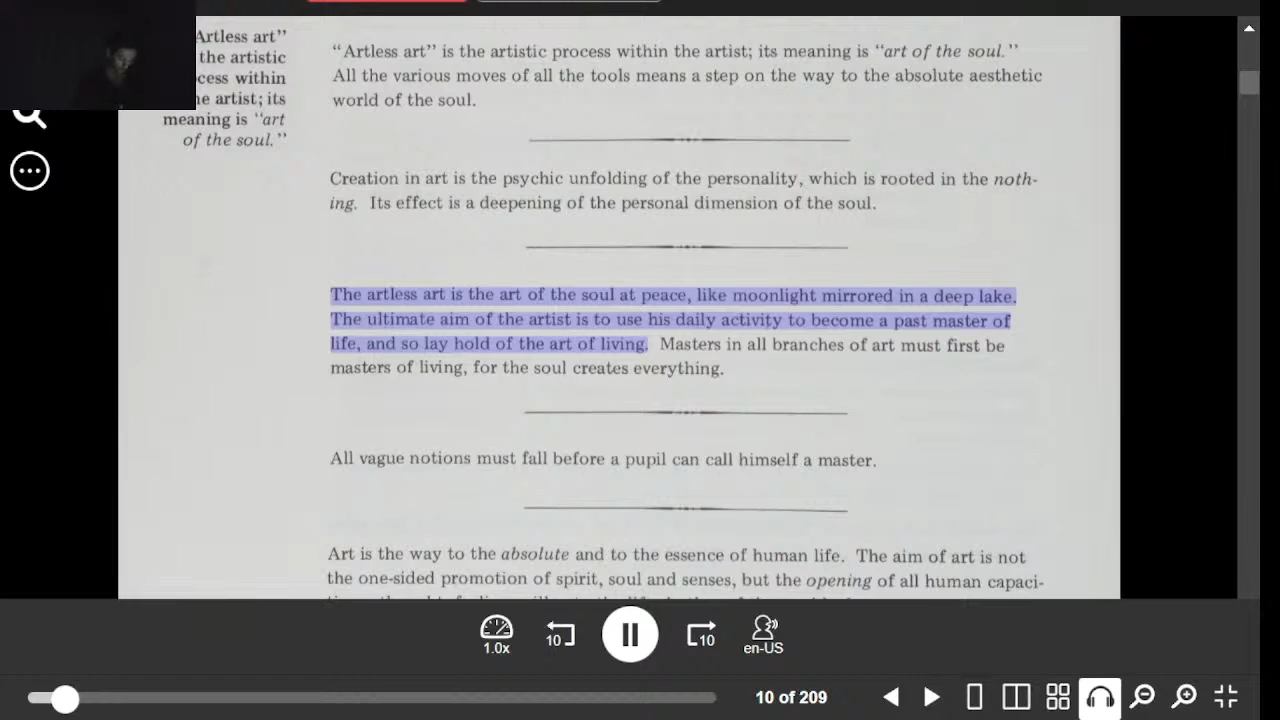 Artless art”
the artistic
cess within
e artist; its
meaning is “art
of the soul.”
“Artless art” is the artistic process within the artist; its meaning is “art of the soul.”
All the various moves of all the tools means a step on the way to the absolute aesthetic
world of the soul.
Creation in art is the psychic unfolding of the personality, which is rooted in the noth-
ing. Its effect is a deepening of the personal dimension of the soul.
The artless art is the art of the soul at peace, like moonlight mirrored in a deep lake.
The ultimate aim of the artist is to use his daily activity to become a past master of
life, and so lay hold of the art of living. Masters in all branches of art must first be
masters of living, for the soul creates everything.
All vague notions must fall before a pupil can call himself a master.
Art is the way to the absolute and to the essence of human life. The aim of art is not
the one-sided promotion of spirit, soul and senses, but the opening of all human capaci-
1.0x
10
10
en-US
10 of 209